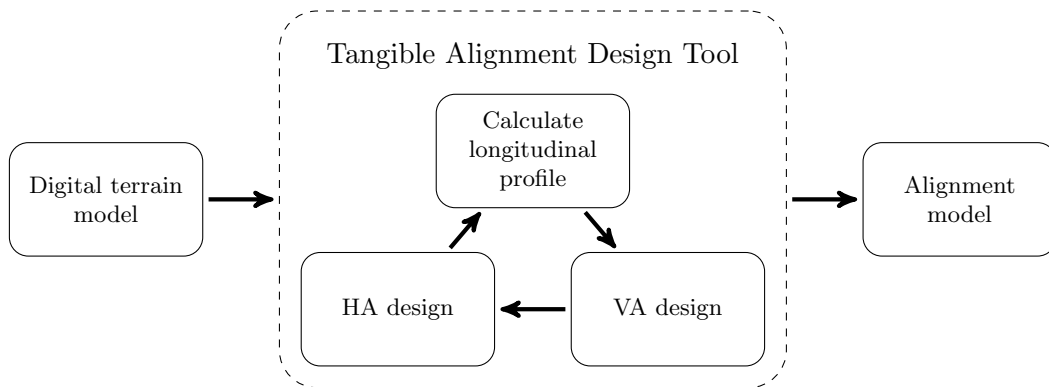 Tangible Alignment Design Tool
Calculate
longitudinal
profile
Digital terrain
model
Alignment
model
HA design
VA design